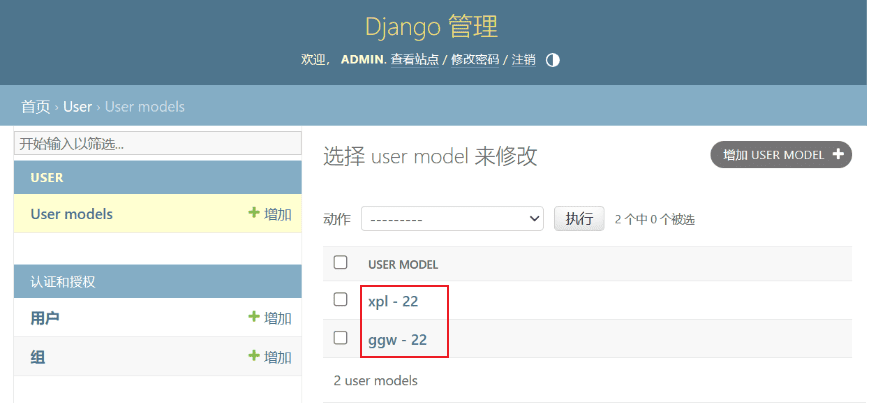 Django 管理
欢迎， ADMIN. 查看站点 / 修改密码 / 注销
首页 › User › User models
开始输入以筛选...
USER
User models
增加
认证和授权
用户
增加
组
增加
选择 user model 来修改
增加 USER MODEL
动作 --------- 执行 2 个中 0 个被选
USER MODEL
xpl - 22
ggw - 22
2 user models